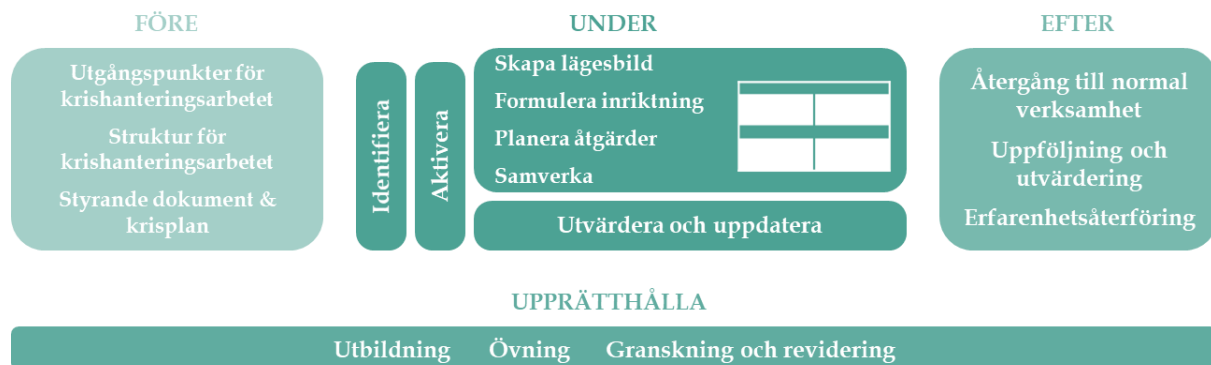 FÖRE
Utgångspunkter för
krishanteringsarbetet
Struktur för
krishanteringsarbetet
Styrande dokument &
krisplan
Identifiera
Aktivera
UNDER
Skapa lägesbild
Formulera inriktning
Planera åtgärder
Samverka
Utvärdera och uppdatera
EFTER
Återgång till normal
verksamhet
Uppföljning och
utvärdering
Erfarenhetsåterföring
UPPRÄTTHÅLLA
Utbildning Övning Granskning och revidering